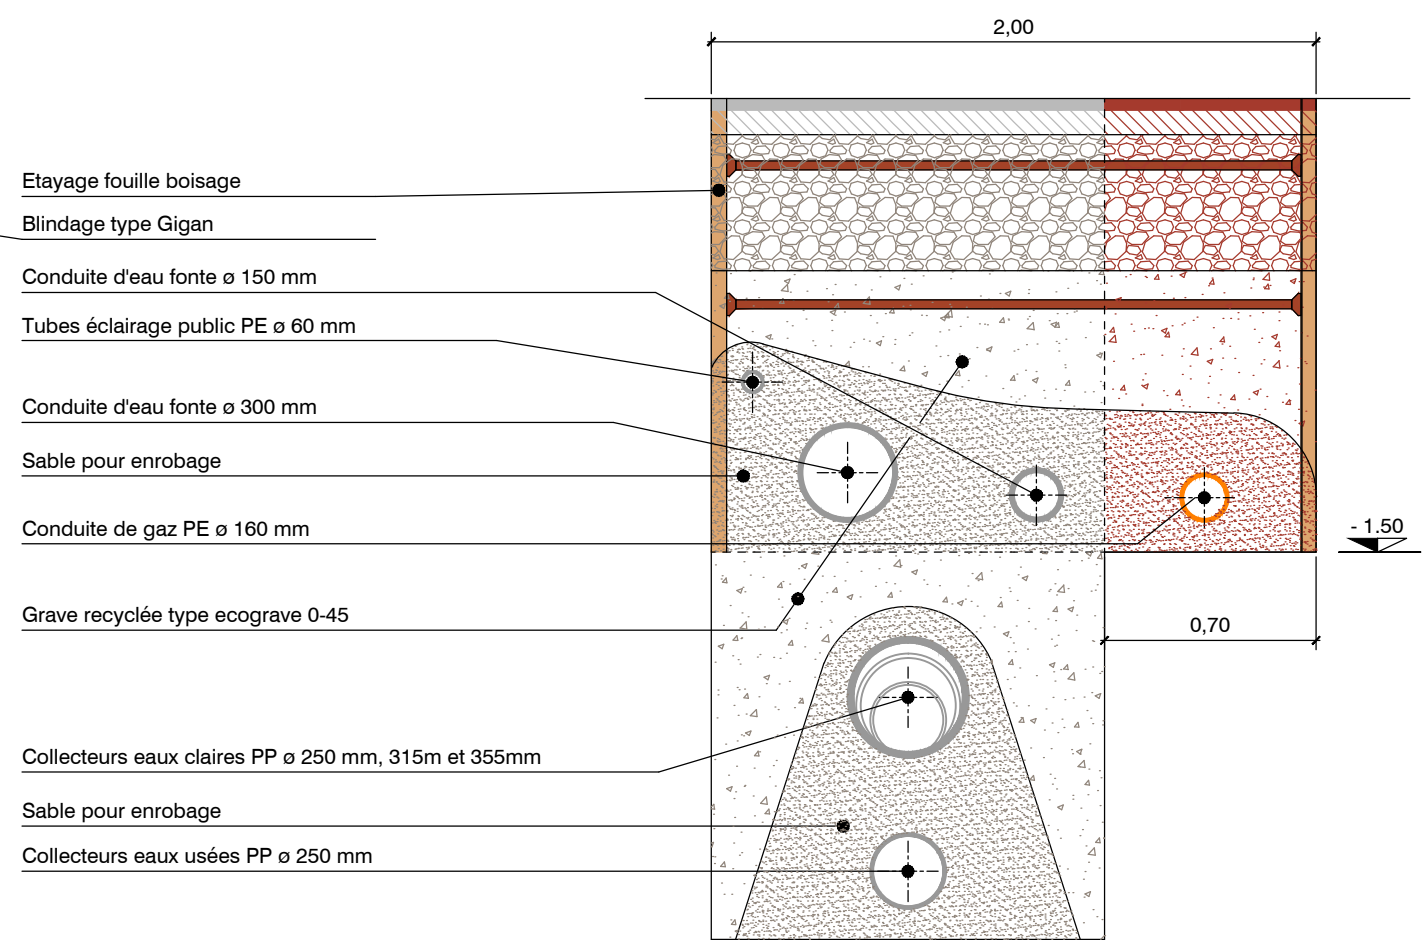 2,00
Etayage fouille boisage
Blindage type Gigan
Conduite d'eau fonte ø 150 mm
Tubes éclairage public PE ø 60 mm
Conduite d'eau fonte ø 300 mm
Sable pour enrobage
Conduite de gaz PE ø 160 mm
- 1.50
Grave recyclée type ecograve 0-45
0,70
Collecteurs eaux claires PP ø 250 mm, 315m et 355mm
Sable pour enrobage
Collecteurs eaux usées PP ø 250 mm